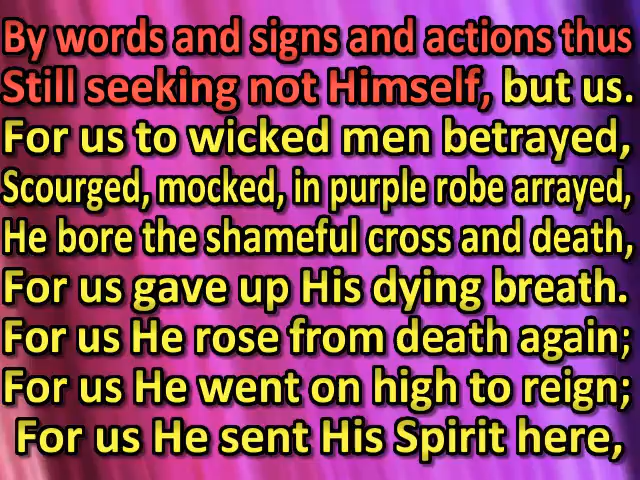 By words and signs and actions thus
Still seeking not Himself, but us.
For us to wicked men betrayed,
Scourged, mocked, in purple robe arrayed,
He bore the shameful cross and death,
For us gave up His dying breath.
For us He rose from death again;
For us He went on high to reign;
For us He sent His Spirit here,